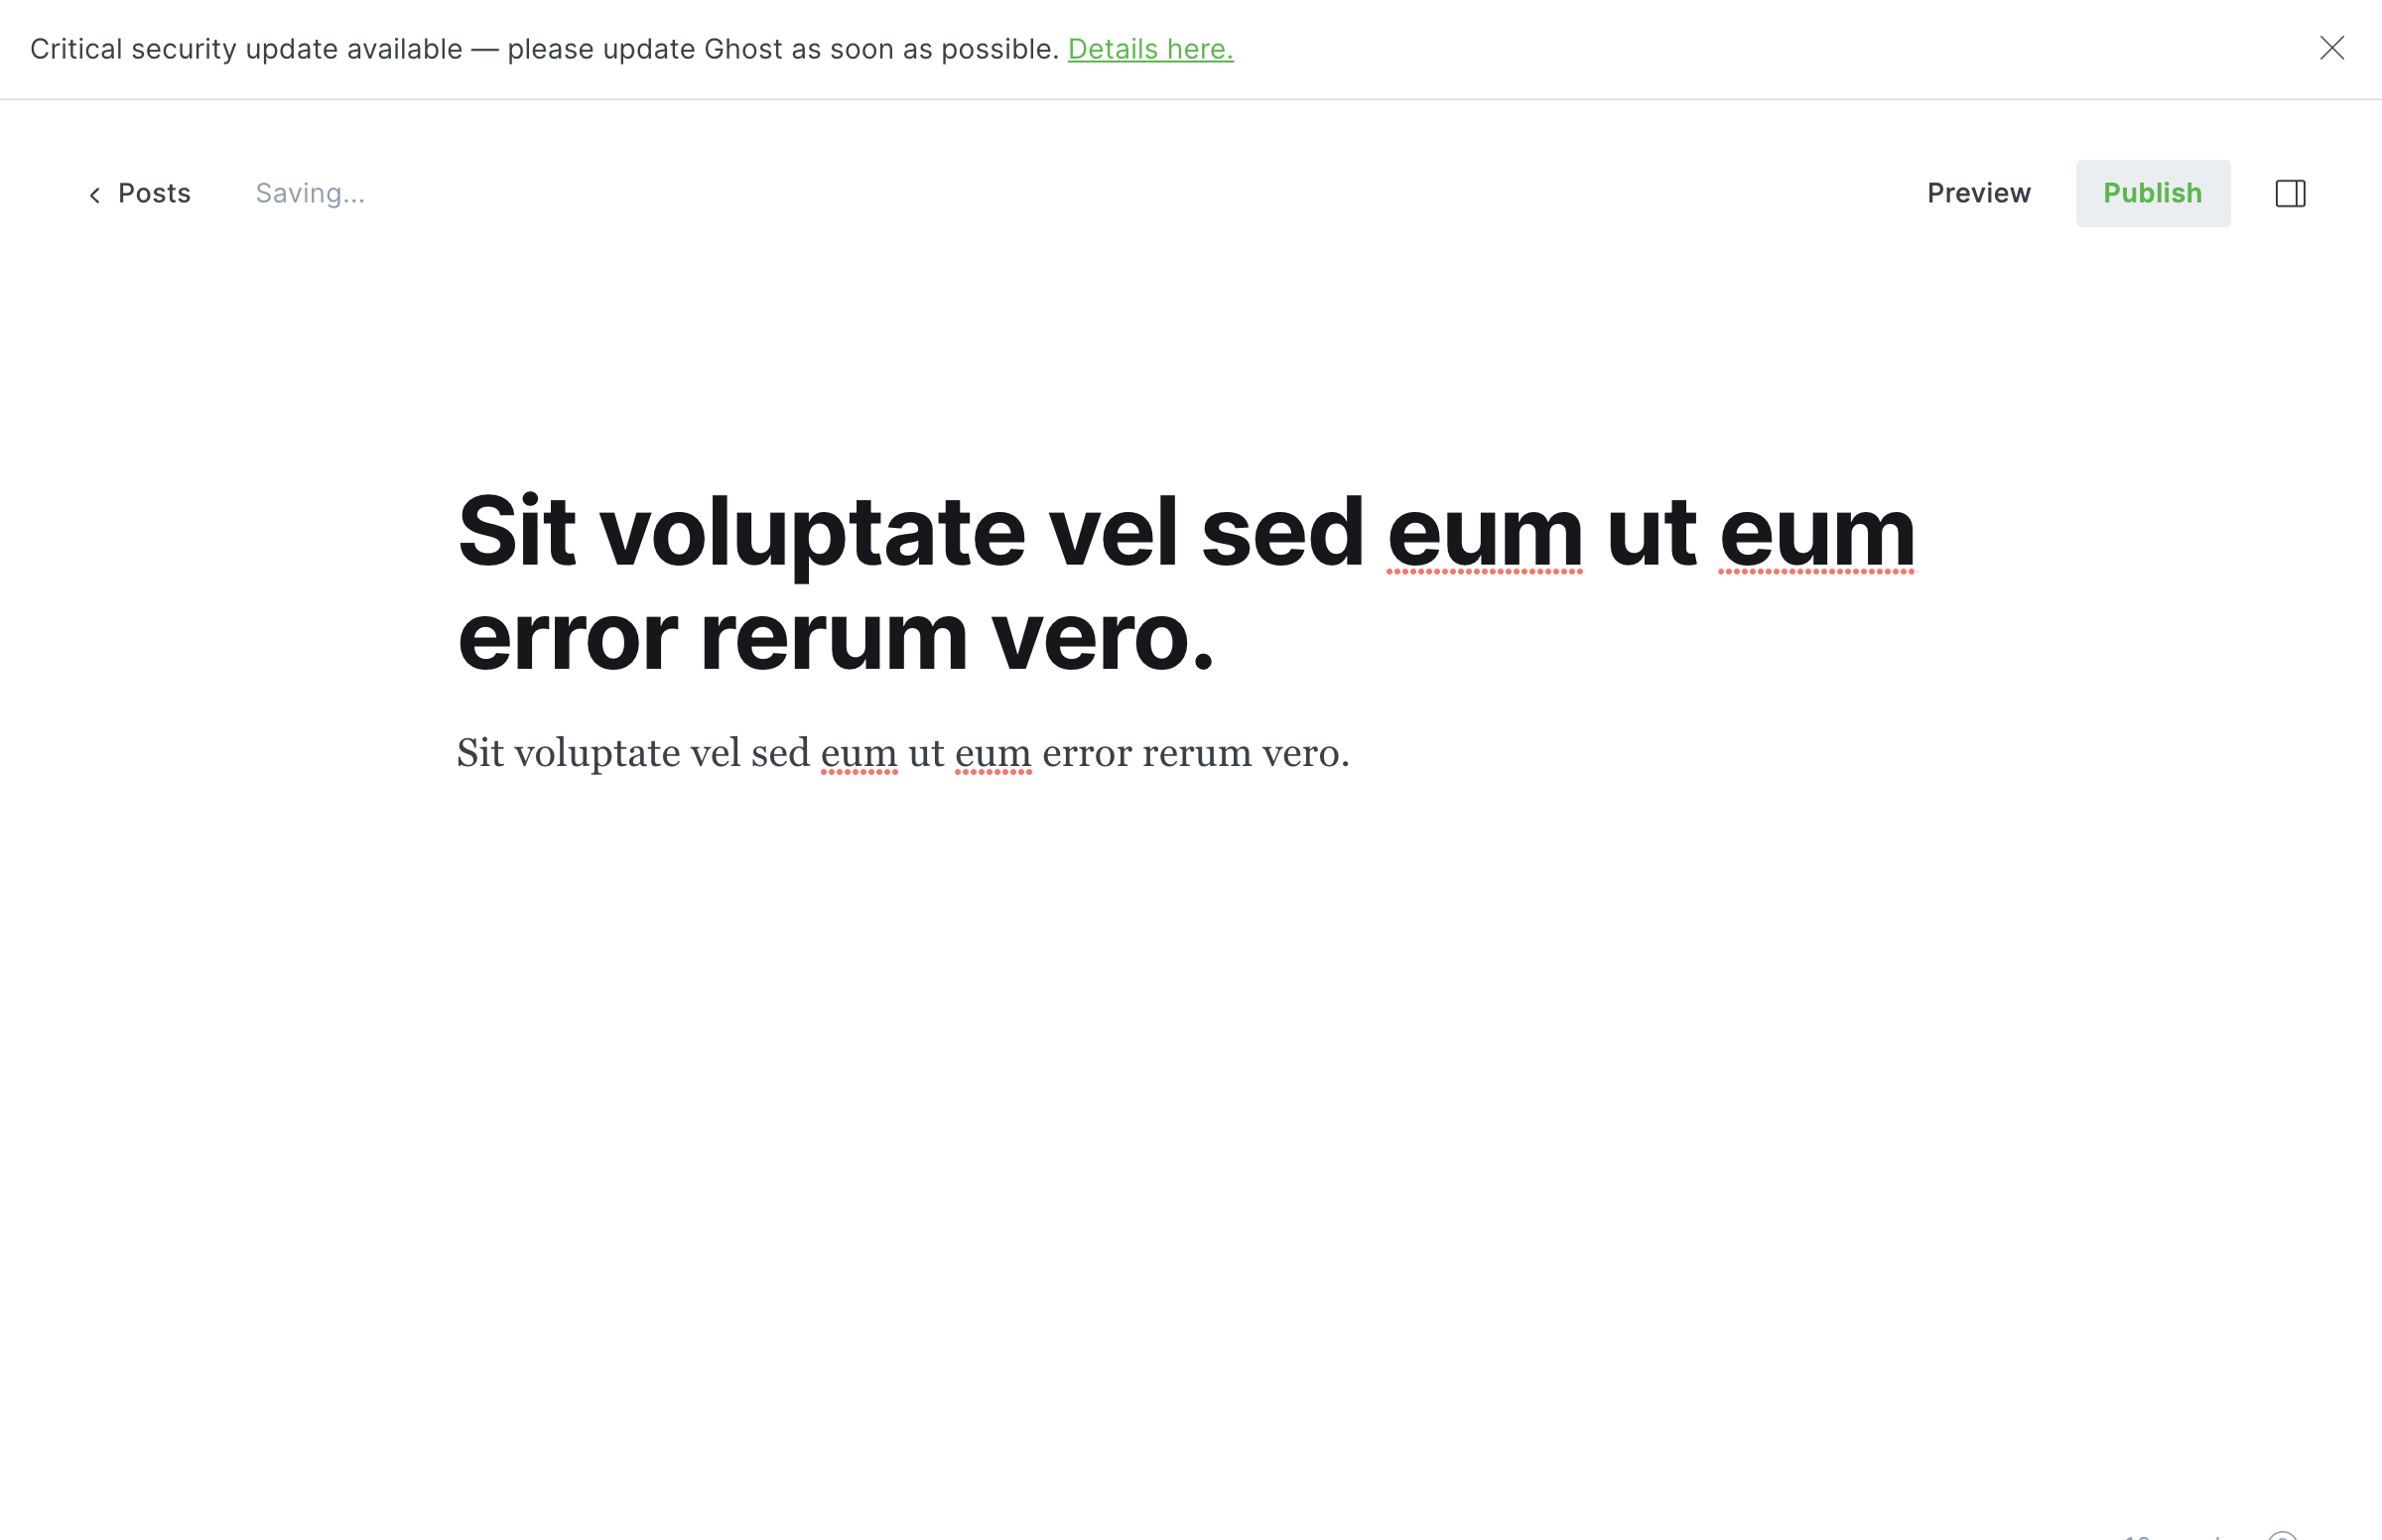 Critical security update available — please update Ghost as soon as possible. Details here.
Posts
Saving...
Preview
Publish
Sit voluptate vel sed eum ut eum
error rerum vero.
Sit voluptate vel sed eum ut eum error rerum vero.